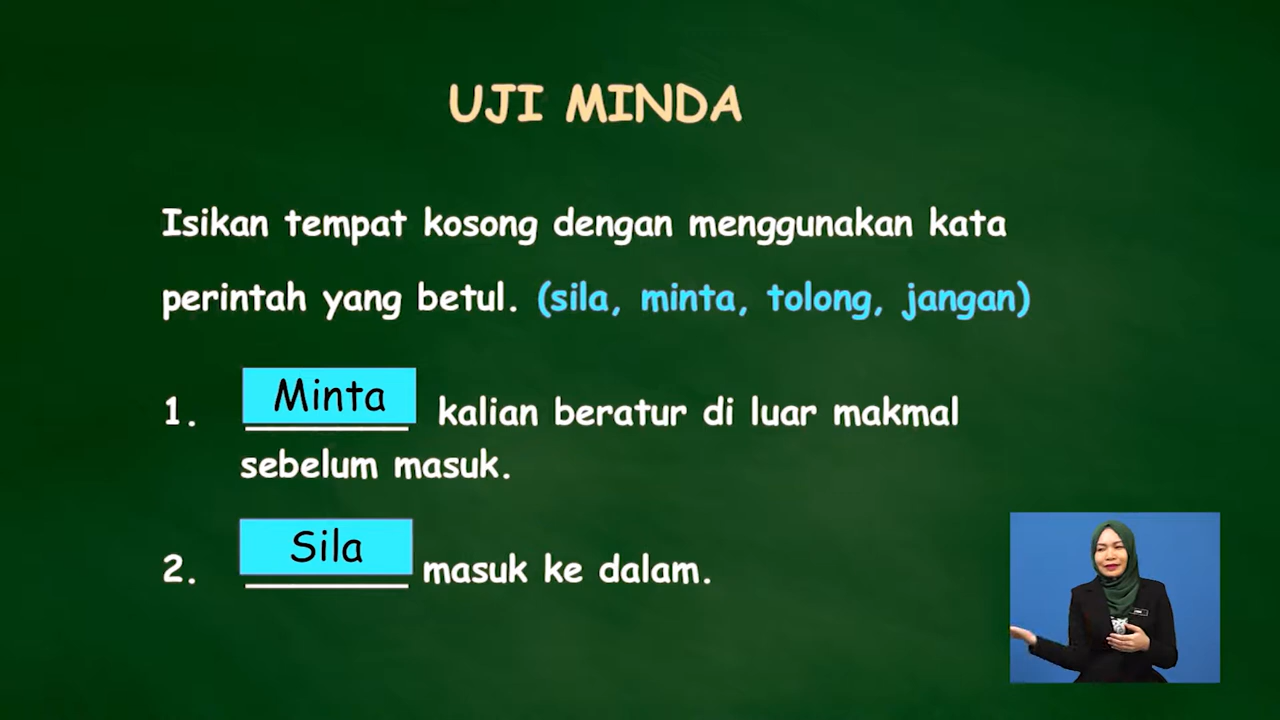 UJI MINDA
Isikan tempat kosong dengan menggunakan kata
perintah yang betul. (sila, minta, tolong, jangan)
1. Minta kalian beratur di luar makmal
sebelum masuk.
2. Sila masuk ke dalam.